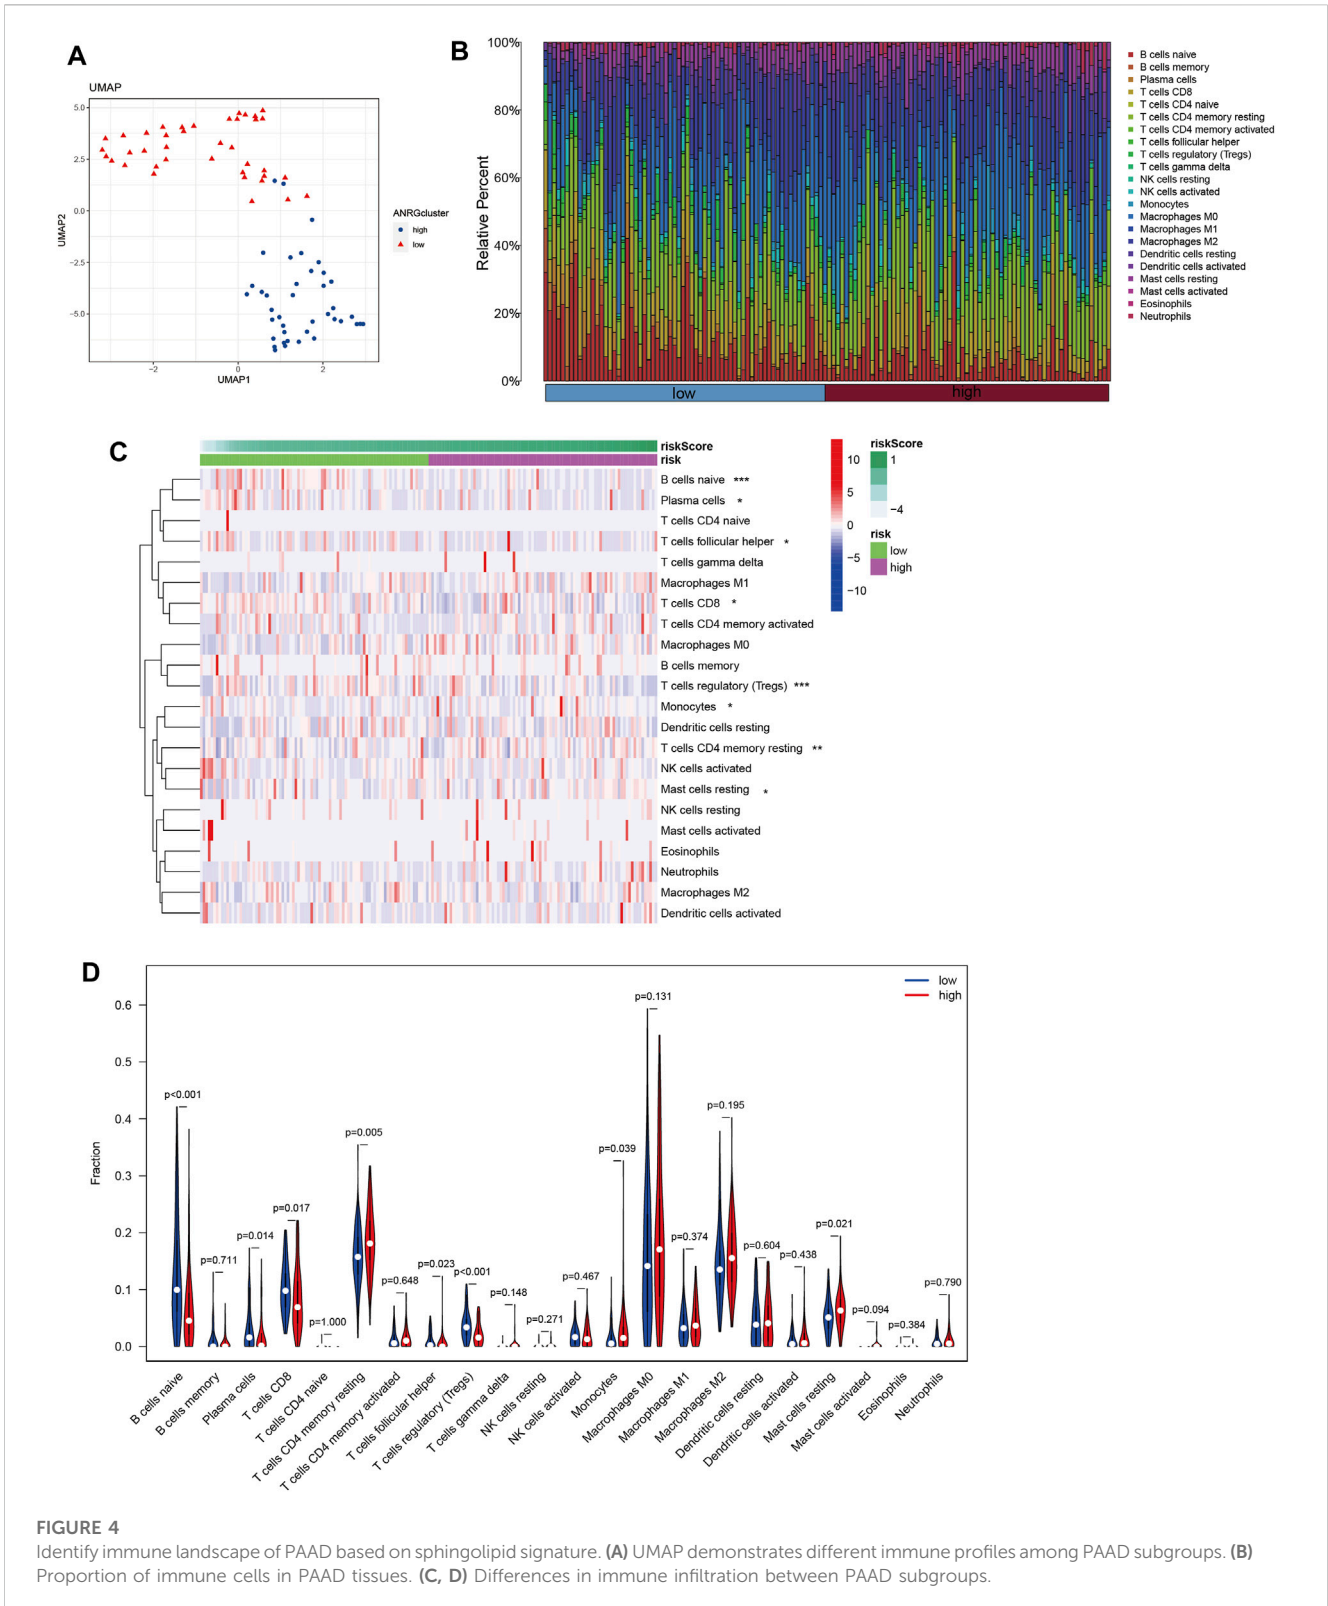 A
UMAP
5.0
2.5
0.0
−2.5
−5.0
UMAP2
−2
0
2
UMAP1
ANRGcluster
high
low
B
100%
80%
60%
40%
20%
0%
Relative Percent
low
high
B cells naive
B cells memory
Plasma cells
T cells CD8
T cells CD4 naive
T cells CD4 memory resting
T cells CD4 memory activated
T cells follicular helper
T cells regulatory (Tregs)
T cells gamma delta
NK cells resting
NK cells activated
Monocytes
Macrophages M0
Macrophages M1
Macrophages M2
Dendritic cells resting
Dendritic cells activated
Mast cells resting
Mast cells activated
Eosinophils
Neutrophils
C
riskScore
risk
B cells naive ***
Plasma cells *
T cells CD4 naive
T cells follicular helper *
T cells gamma delta
Macrophages M1
T cells CD8 *
T cells CD4 memory activated
Macrophages M0
B cells memory
T cells regulatory (Tregs) ***
Monocytes *
Dendritic cells resting
T cells CD4 memory resting **
NK cells activated
Mast cells resting *
NK cells resting
Mast cells activated
Eosinophils
Neutrophils
Macrophages M2
Dendritic cells activated
10
5
0
−5
−10
riskScore
1
−4
risk
low
high
D
low
high
0.6
0.5
0.4
0.3
0.2
0.1
0.0
Fraction
p<0.001
p=0.711
p=0.014
p=0.017
p=1.000
p=0.005
p=0.648
p=0.023
p<0.001
p=0.148
p=0.271
p=0.467
p=0.039
p=0.131
p=0.374
p=0.195
p=0.604
p=0.438
p=0.021
p=0.094
p=0.384
p=0.790
B cells naive
B cells memory
Plasma cells
T cells CD8
T cells CD4 naive
T cells CD4 memory resting
T cells CD4 memory activated
T cells follicular helper
T cells regulatory (Tregs)
T cells gamma delta
NK cells resting
NK cells activated
Monocytes
Macrophages M0
Macrophages M1
Macrophages M2
Dendritic cells resting
Dendritic cells activated
Mast cells resting
Mast cells activated
Eosinophils
Neutrophils
FIGURE 4
Identify immune landscape of PAAD based on sphingolipid signature. (A) UMAP demonstrates different immune profiles among PAAD subgroups. (B)
Proportion of immune cells in PAAD tissues. (C, D) Differences in immune infiltration between PAAD subgroups.